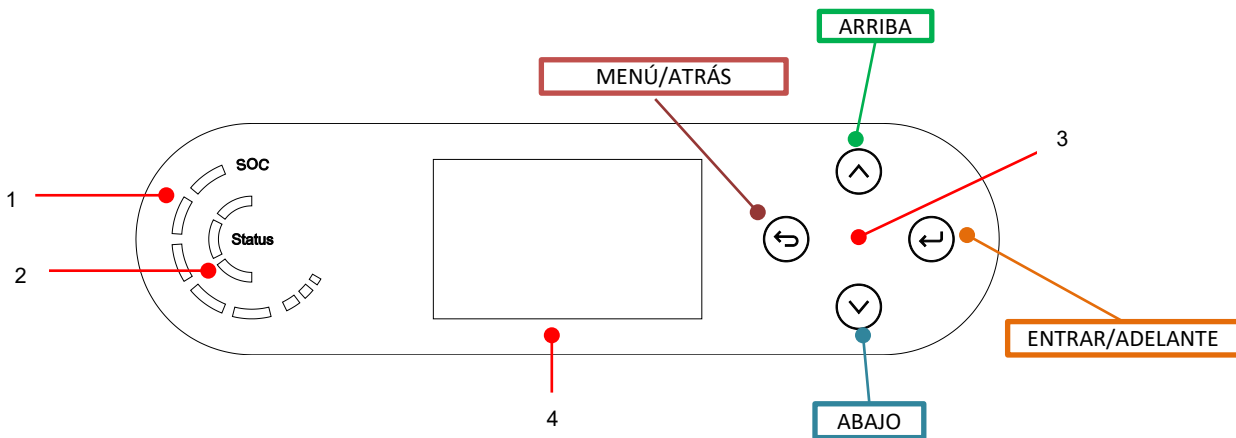 ARRIBA
MENÚ/ATRÁS
3
SOC
1
Status
2
ENTRAR/ADELANTE
4
ABAJO